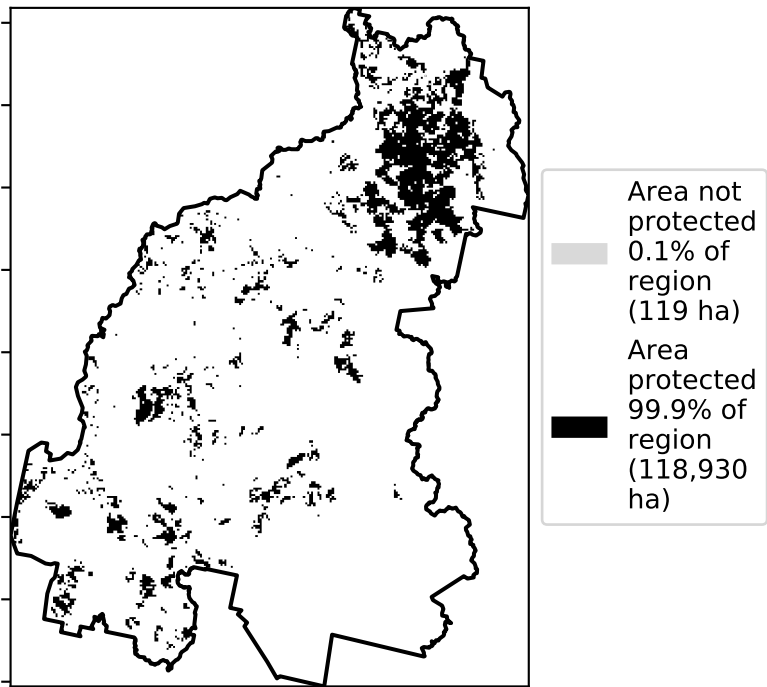 Area not
protected
0.1% of
region
(119 ha)
Area
protected
99.9% of
region
(118,930
ha)